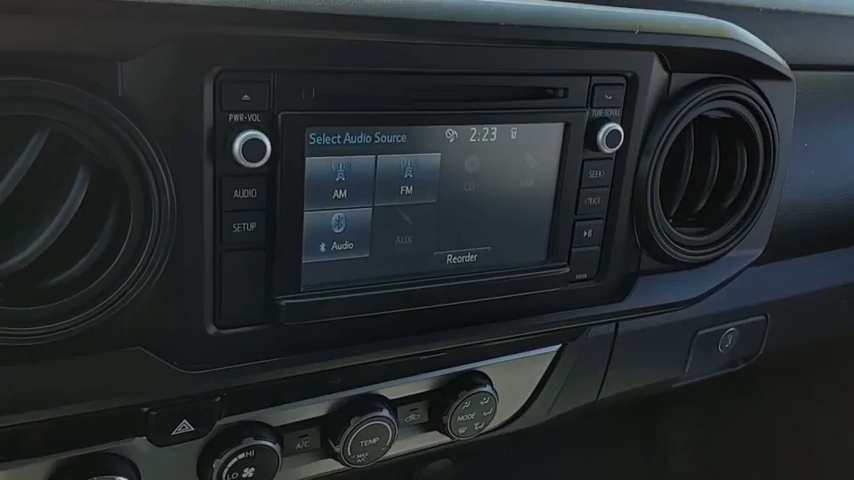 PWR·VOL
TUNE·SCROLL
Select Audio Source
2:23
AM
FM
CD
AUDIO
SETUP
Audio
AUX
Reorder
SEEK
TRACK
HI
LO
A/C
TEMP
MAX
A/C
MODE